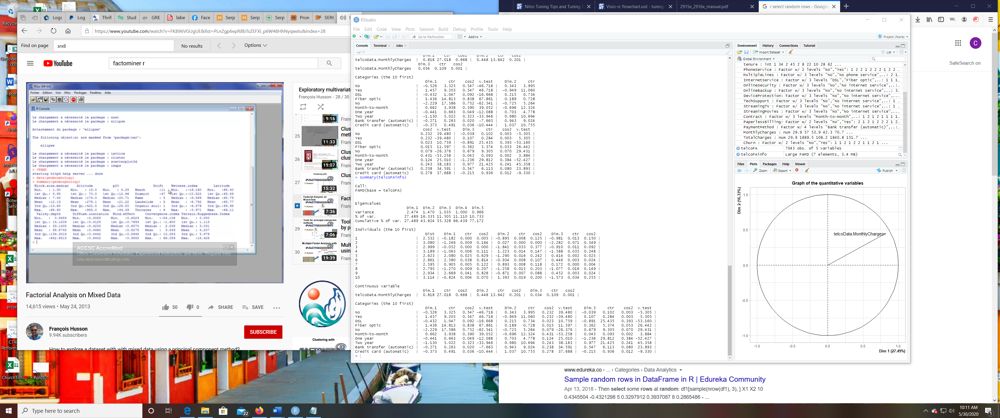 Nitro Tuning Tips and Tuning F
Visio-rc flowchart.vsd - tuning-
2915x_2916x_manual.pdf
r select random rows - Google
Logc
Log
Thrif
Stud
GRE
labe
Face
Serp
Serp
Serp
Pron
SER6
https://www.youtube.com/watch?v=FKB96VGUgUE&list=PLnZgp6epRBbTsZEFXi_p6W48HhNyqwxIu&index=28
Find on page
srx8
No results
Options
YouTube
factominer r
RGui (64-bit)
Fichier Edition Voir Misc Packages Fenêtres Aide
R Console
Le chargement a nécessité le package : nnet
Le chargement a nécessité le package : ellipse
Attachement du package : 'ellipse'
The following object(s) are masked from 'package:car':
ellipse
Le chargement a nécessité le package : lattice
Le chargement a nécessité le package : cluster
Le chargement a nécessité le package : scatterplot3d
Le chargement a nécessité le package : leaps
> ?FAMD
starting httpd help server ... done
> data(geomorphology)
> summary(geomorphology)
ACCSC Accredited
Offers Convenient Schedules, Experienced Instructors, and More. Request Infor...
education.bluecliffcollege.edu
Factorial Analysis on Mixed Data
14,615 views • May 24, 2013
50
0
SHARE
SAVE
François Husson
9.94K subscribers
SUBSCRIBE
How to explore a dataset with with mixed data using a principal component method?
Exploratory multivariate
François Husson - 28 / 30
9:16
25
11:33
26
19:07
27
15:32
7:36
29
7:06
30
19:39
Clustering with
RStudio
File Edit Code View Plots Session Build Debug Profile Tools Help
Go to file/function
Addins
Project: (None)
Console Terminal Jobs
~/
telcoData.MonthlyCharges | 0.818 27.018 0.668 | 0.448 13.642 0.201 |
Dim.3 ctr cos2
telcoData.MonthlyCharges 0.034 0.109 0.001 |
Categories (the 10 first)
Dim.1 ctr cos2 v.test Dim.2 ctr
No | -0.526 3.325 0.547 -46.718 | 0.343 3.995
Yes | 1.457 9.203 0.547 46.718 | -0.949 11.060
DSL | -0.432 1.047 0.092 -16.668 | 0.215 0.734
Fiber optic | 1.436 14.813 0.838 67.861 | 0.189 0.728
No | -2.229 17.586 0.752 -62.541 | -0.725 5.264
Month-to-month | 0.662 3.938 0.390 39.052 | -0.696 12.324
One year | -0.441 0.663 0.049 -12.088 | 0.703 4.778
Two year | -1.130 5.022 0.323 -33.946 | 0.980 10.694
Bank transfer (automatic) | -0.271 0.263 0.020 -7.663 | 0.943 9.024
Credit card (automatic) | -0.373 0.491 0.036 -10.444 | 1.037 10.755
cos2 v.test Dim.3 ctr cos2 v.test
No 0.232 39.480 | -0.039 0.102 0.003 -5.305 |
Yes 0.232 -39.480 | 0.107 0.284 0.003 5.305 |
DSL 0.023 10.759 | -0.891 25.435 0.393 -53.160 |
Fiber optic 0.015 11.597 | 0.362 5.374 0.053 26.442 |
No 0.079 -26.376 | 0.679 9.305 0.070 29.431 |
Month-to-month 0.431 -53.258 | 0.043 0.093 0.002 3.884 |
One year 0.124 25.010 | -1.236 29.812 0.384 -52.427 |
Two year 0.243 38.183 | 0.977 21.425 0.241 45.358 |
Bank transfer (automatic) 0.238 34.591 | 0.547 6.113 0.080 23.893 |
Credit card (automatic) 0.278 37.688 | -0.215 0.936 0.012 -9.330 |
> summary(telcoFAinfo)
Call:
FAMD(base = telcoFA)
Eigenvalues
Dim.1 Dim.2 Dim.3 Dim.4 Dim.5
Variance 2.474 1.470 1.035 1.000 0.966
% of var. 27.489 16.335 11.505 11.110 10.733
Cumulative % of var. 27.489 43.824 55.328 66.439 77.172
Individuals (the 10 first)
Dist Dim.1 ctr cos2 Dim.2 ctr cos2 Dim.3 ctr cos2
1 | 2.532 | -0.182 0.000 0.005 | -0.895 0.008 0.125 | -0.981 0.013 0.150 |
2 | 3.080 | -1.246 0.009 0.164 | 0.027 0.000 0.000 | -2.282 0.071 0.549 |
3 | 2.999 | -0.052 0.000 0.000 | -1.841 0.033 0.377 | -0.910 0.011 0.092 |
4 | 3.189 | -1.063 0.006 0.111 | 1.223 0.014 0.147 | -1.588 0.035 0.248 |
5 | 2.623 | 2.080 0.025 0.629 | -1.290 0.016 0.242 | 0.414 0.002 0.025 |
6 | 2.861 | 2.580 0.038 0.814 | -0.934 0.008 0.107 | 0.446 0.003 0.024 |
7 | 2.595 | 0.905 0.005 0.122 | 0.893 0.008 0.118 | 0.172 0.000 0.004 |
8 | 2.795 | -1.270 0.009 0.207 | -1.258 0.015 0.203 | -1.077 0.016 0.149 |
9 | 2.934 | 2.669 0.041 0.828 | -0.871 0.007 0.088 | 0.452 0.003 0.024 |
10 | 3.114 | -0.824 0.004 0.070 | 1.393 0.019 0.200 | -1.573 0.034 0.255 |
Continuous variable
Dim.1 ctr cos2 Dim.2 ctr cos2 Dim.3 ctr cos2
telcoData.MonthlyCharges | 0.818 27.018 0.668 | 0.448 13.642 0.201 | 0.034 0.109 0.001 |
Categories (the 10 first)
Dim.1 ctr cos2 v.test Dim.2 ctr cos2 v.test Dim.3 ctr cos2 v.test
No | -0.526 3.325 0.547 -46.718 | 0.343 3.995 0.232 39.480 | -0.039 0.102 0.003 -5.305 |
Yes | 1.457 9.203 0.547 46.718 | -0.949 11.060 0.232 -39.480 | 0.107 0.284 0.003 5.305 |
DSL | -0.432 1.047 0.092 -16.668 | 0.215 0.734 0.023 10.759 | -0.891 25.435 0.393 -53.160 |
Fiber optic | 1.436 14.813 0.838 67.861 | 0.189 0.728 0.015 11.597 | 0.362 5.374 0.053 26.442 |
No | -2.229 17.586 0.752 -62.541 | -0.725 5.264 0.079 -26.376 | 0.679 9.305 0.070 29.431 |
Month-to-month | 0.662 3.938 0.390 39.052 | -0.696 12.324 0.431 -53.258 | 0.043 0.093 0.002 3.884 |
One year | -0.441 0.663 0.049 -12.088 | 0.703 4.778 0.124 25.010 | -1.236 29.812 0.384 -52.427 |
Two year | -1.130 5.022 0.323 -33.946 | 0.980 10.694 0.243 38.183 | 0.977 21.425 0.241 45.358 |
Bank transfer (automatic) | -0.271 0.263 0.020 -7.663 | 0.943 9.024 0.238 34.591 | 0.547 6.113 0.080 23.893 |
Credit card (automatic) | -0.373 0.491 0.036 -10.444 | 1.037 10.755 0.278 37.688 | -0.215 0.936 0.012 -9.330 |
>
Environment History Connections Tutorial
Import Dataset
List
Global Environment
tenure : int 1 34 2 45 2 8 22 10 28 62 ...
PhoneService : Factor w/ 2 levels "No","Yes": 1 2 2 1 2 2 2 1 2 2 ...
MultipleLines : Factor w/ 3 levels "No","No phone service",..: 2 1...
InternetService : Factor w/ 3 levels "DSL","Fiber optic",..: 1 1 1...
OnlineSecurity : Factor w/ 3 levels "No","No internet service",..:...
OnlineBackup : Factor w/ 3 levels "No","No internet service",..: 3...
DeviceProtection: Factor w/ 3 levels "No","No internet service",...
TechSupport : Factor w/ 3 levels "No","No internet service",..: 1 ...
StreamingTV : Factor w/ 3 levels "No","No internet service",..: 1 ...
StreamingMovies : Factor w/ 3 levels "No","No internet service",...
Contract : Factor w/ 3 levels "Month-to-month",..: 1 2 1 2 1 1 1 1...
PaperlessBilling: Factor w/ 2 levels "No","Yes": 2 1 2 1 2 2 2 1 2...
PaymentMethod : Factor w/ 4 levels "Bank transfer (automatic)",..:...
MonthlyCharges : num 29.9 57 53.9 42.3 70.7 ...
TotalCharges : num 29.9 1889.5 108.2 1840.8 151.7 ...
Churn : Factor w/ 2 levels "No","Yes": 1 1 2 1 2 2 1 1 2 1 ...
telcoFA 7043 obs. of 5 variables
telcoFAinfo Large FAMD (7 elements, 3.4 MB)
Files Plots Packages Help Viewer
Zoom Export Publish
Graph of the quantitative variables
Dim 2 (16.33%)
1.0
0.5
0.0
-0.5
-1.0
telcoData.MonthlyCharges
-1.0 -0.5 0.0 0.5 1.0
Dim 1 (27.49%)
C
SafeSearch on
www.edureka.co › ... › Categories › Data Analytics
Sample random rows in DataFrame in R | Edureka Community
Apr 13, 2018 - Then select some rows at random: df1[sample(nrow(df1), 3), ] X1 X2 10
0.4345504 -0.4321298 5 0.3297912 0.3937087 8 0.2865486 - ...
ChurchTith...
Rplot01
Type here to search
22
10:11 AM
5/30/2020
1